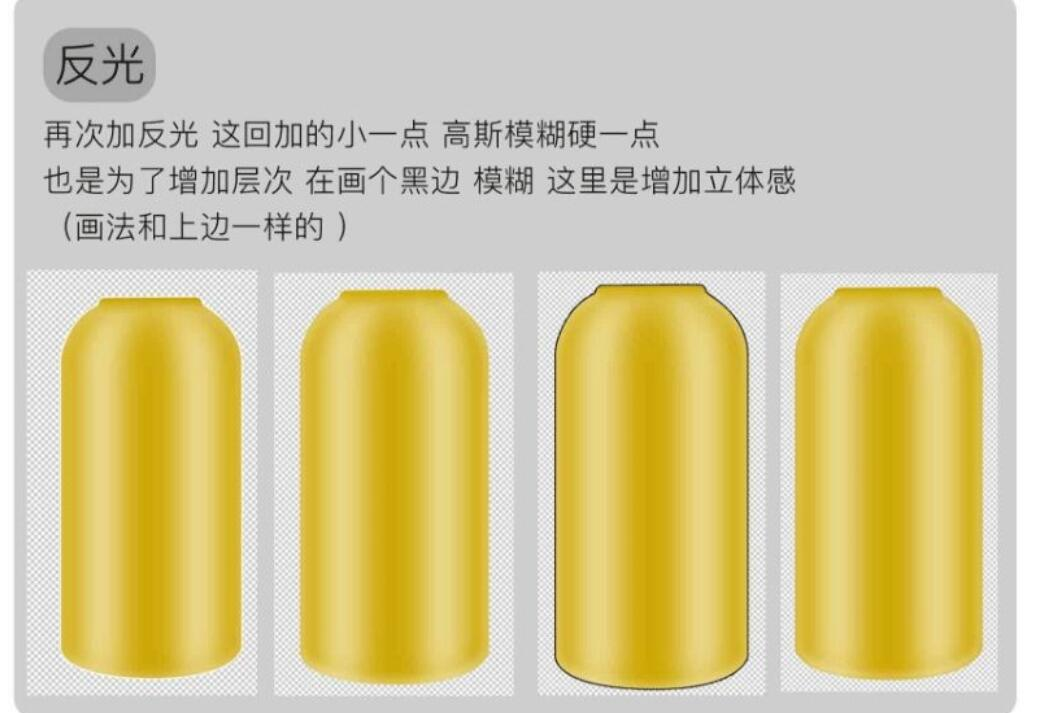 反光
再次加反光 这回加的小一点 高斯模糊硬一点
也是为了增加层次 在画个黑边 模糊 这里是增加立体感
（画法和上边一样的 ）